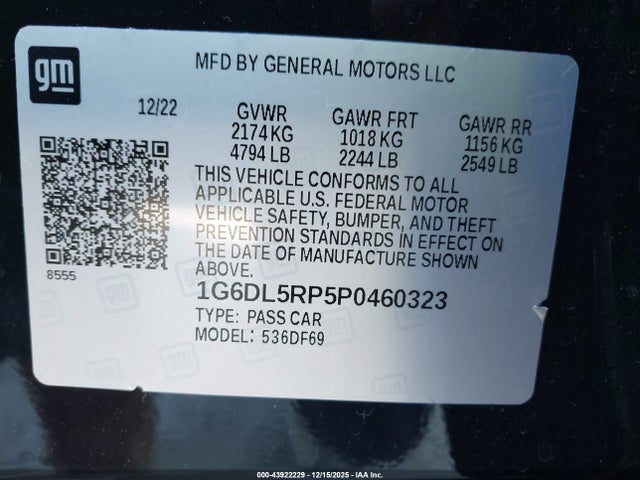 gm
MFD BY GENERAL MOTORS LLC
12/22 GVWR GAWR FRT GAWR RR
2174 KG 1018 KG 1156 KG
4794 LB 2244 LB 2549 LB
THIS VEHICLE CONFORMS TO ALL
APPLICABLE U.S. FEDERAL MOTOR
VEHICLE SAFETY, BUMPER, AND THEFT
PREVENTION STANDARDS IN EFFECT ON
THE DATE OF MANUFACTURE SHOWN
ABOVE.
8555
1G6DL5RP5P0460323
TYPE: PASS CAR
MODEL: 536DF69
000-43922229 - 12/15/2025 - IAA Inc.